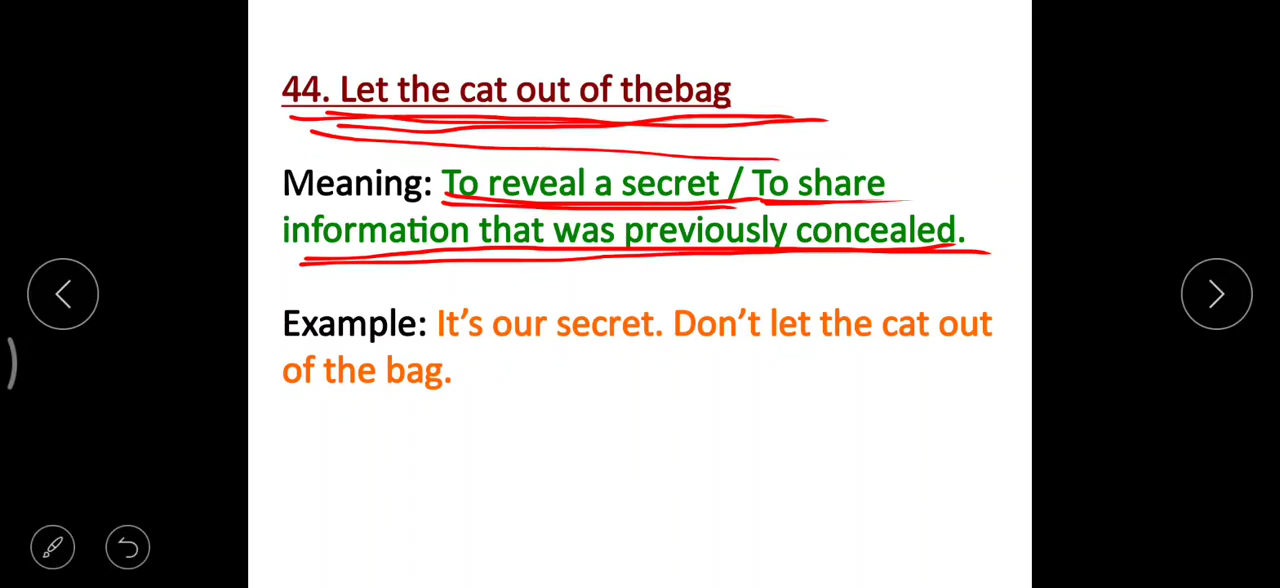 44. Let the cat out of thebag
Meaning: To reveal a secret / To share
information that was previously concealed.
Example: It’s our secret. Don’t let the cat out
of the bag.